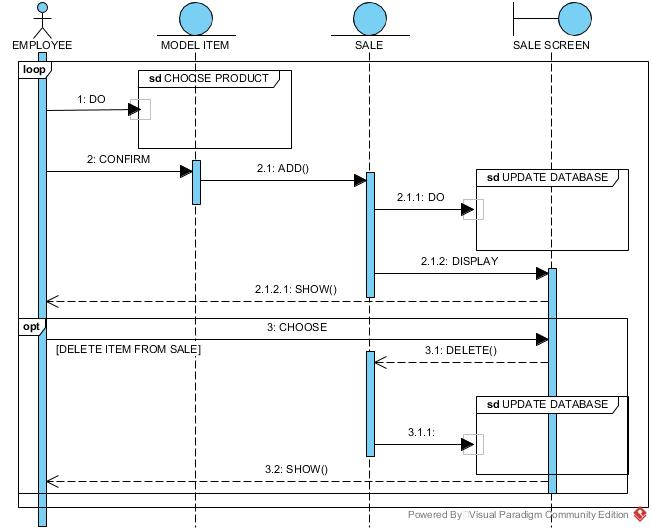 EMPLOYEE
MODEL ITEM
SALE
SALE SCREEN
loop
sd CHOOSE PRODUCT
1: DO
2: CONFIRM
2.1: ADD()
sd UPDATE DATABASE
2.1.1: DO
2.1.2: DISPLAY
2.1.2.1: SHOW()
opt
3: CHOOSE
[DELETE ITEM FROM SALE]
3.1: DELETE()
sd UPDATE DATABASE
3.1.1:
3.2: SHOW()
Powered By Visual Paradigm Community Edition